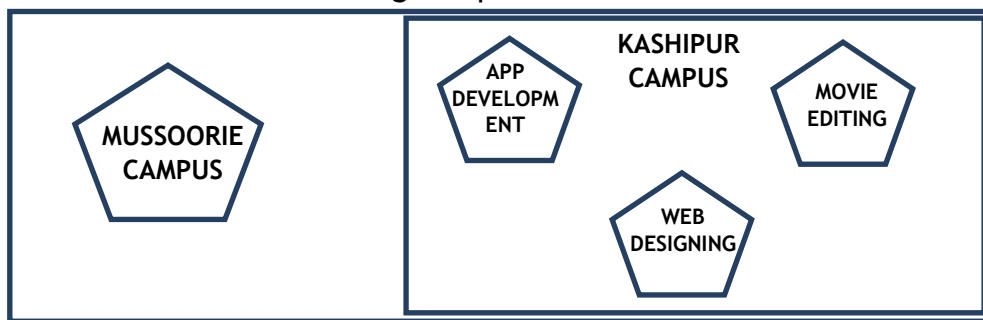 MUSSOORIE
CAMPUS
APP
DEVELOPM
ENT
KASHIPUR
CAMPUS
MOVIE
EDITING
WEB
DESIGNING